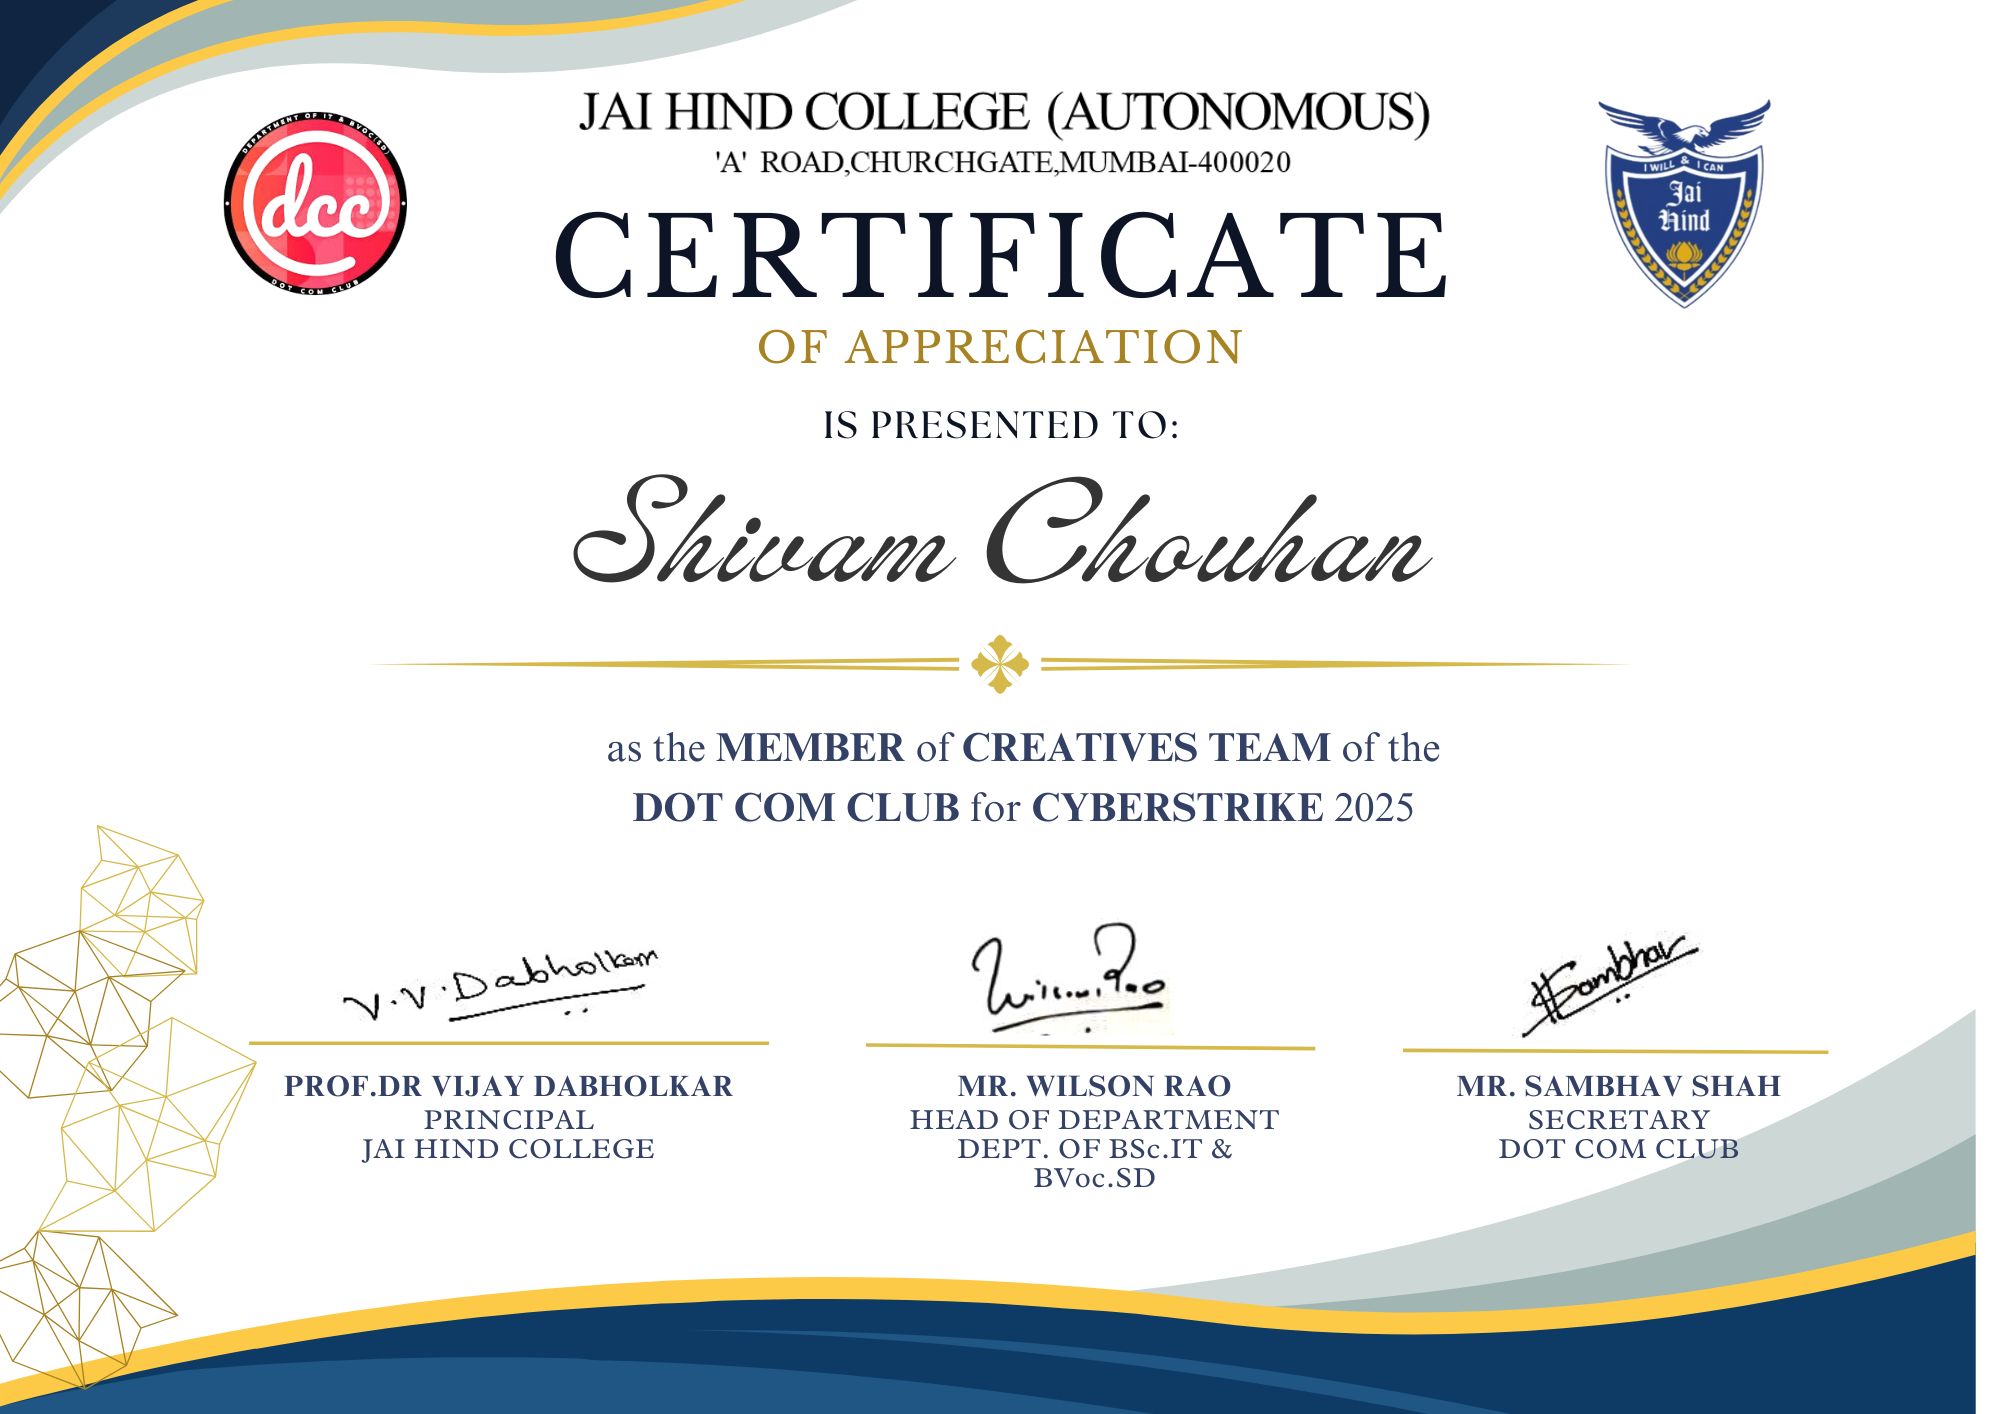 JAI HIND COLLEGE (AUTONOMOUS)
'A' ROAD,CHURCHGATE,MUMBAI-400020
DEPARTMENT OF IT & BVOC(SD)
dcc
DOT COM CLUB
I WILL & I CAN
Jai
Hind
CERTIFICATE
OF APPRECIATION
IS PRESENTED TO:
Shivam Chouhan
as the MEMBER of CREATIVES TEAM of the
DOT COM CLUB for CYBERSTRIKE 2025
V.V.Dabholkar
Wilson Rao
Sambhav
PROF.DR VIJAY DABHOLKAR
PRINCIPAL
JAI HIND COLLEGE
MR. WILSON RAO
HEAD OF DEPARTMENT
DEPT. OF BSc.IT &
BVoc.SD
MR. SAMBHAV SHAH
SECRETARY
DOT COM CLUB